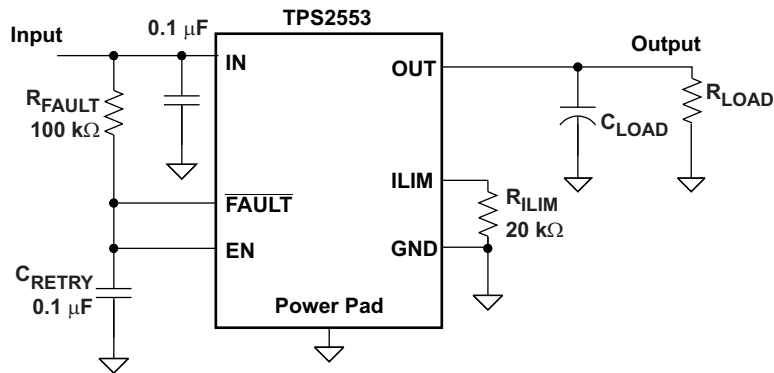 TPS2553
Input
0.1 μF
IN
OUT
Output
RFAULT
100 kΩ
RLOAD
CLOAD
ILIM
RILIM
20 kΩ
FAULT
EN
GND
CRETRY
0.1 μF
Power Pad